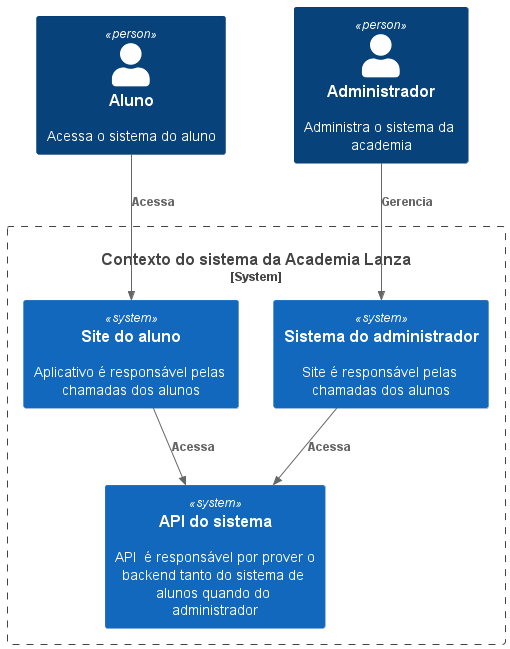 «person»
Aluno
Acessa o sistema do aluno
«person»
Administrador
Administra o sistema da
academia
Acessa
Gerencia
Contexto do sistema da Academia Lanza
[System]
«system»
Site do aluno
Aplicativo é responsável pelas
chamadas dos alunos
«system»
Sistema do administrador
Site é responsável pelas
chamadas dos alunos
Acessa
Acessa
«system»
API do sistema
API  é responsável por prover o
backend tanto do sistema de
alunos quando do
administrador